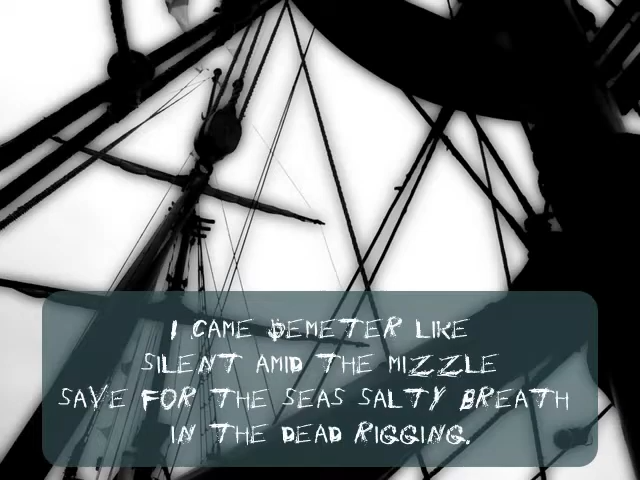 I CAME DEMETER LIKE
SILENT AMID THE MIZZLE
SAVE FOR THE SEAS SALTY BREATH
IN THE DEAD RIGGING.